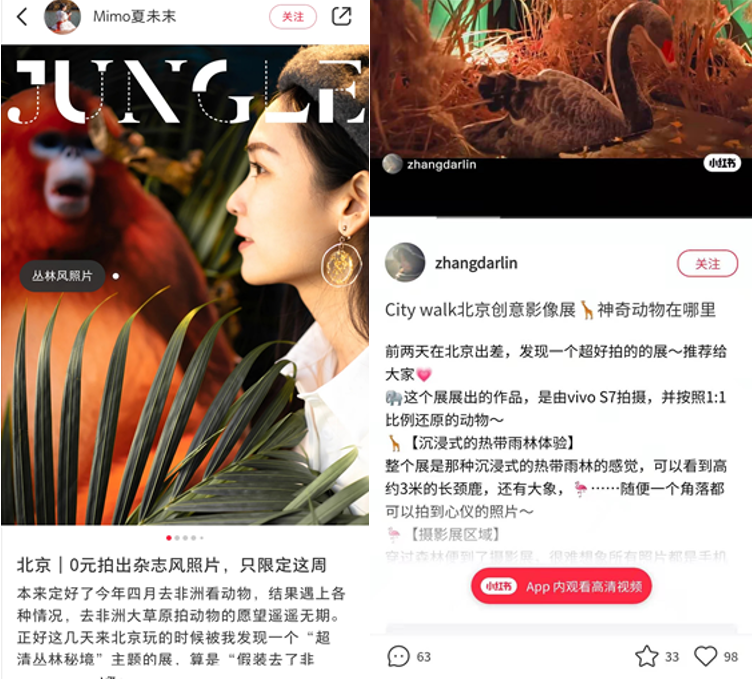 Mimo夏未末
关注
JUNGLE
丛林风照片
北京｜0元拍出杂志风照片，只限定这周
本来定好了今年四月去非洲看动物，结果遇上各
种情况，去非洲大草原拍动物的愿望遥遥无期。
正好这几天来北京玩的时候被我发现一个“超
清丛林秘境”主题的展，算是“假装去了非
zhangdarlin
小红书
zhangdarlin
关注
City walk北京创意影像展🦒神奇动物在哪里
前两天在北京出差，发现一个超好拍的的展～推荐给
大家💗
🐘这个展展出的作品，是由vivo S7拍摄，并按照1:1
比例还原的动物～
🦒【沉浸式的热带雨林体验】
整个展是那种沉浸式的热带雨林的感觉，可以看到高
约3米的长颈鹿，还有大象，🦩……随便一个角落都
可以拍到心仪的照片～
🦩【摄影展区域】
穿过森林便到了摄影展，很难想象所有照片都是手机
小红书 App 内观看高清视频
63
33
98